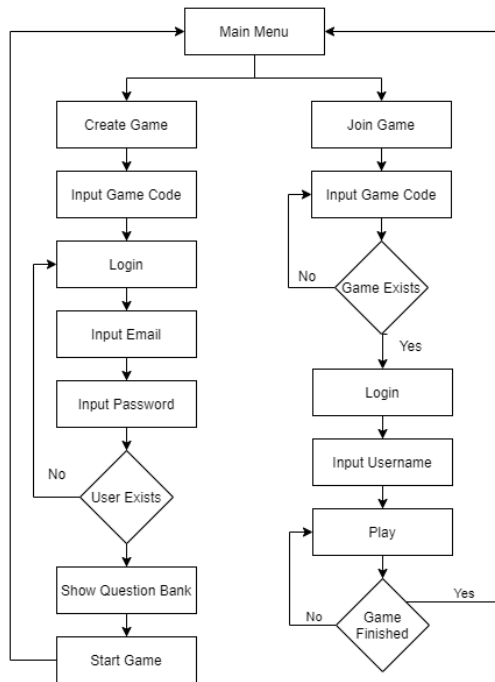 Main Menu
Create Game
Join Game
Input Game Code
Input Game Code
Login
No
Game Exists
Input Email
Yes
Input Password
Login
Input Username
No
User Exists
Play
Show Question Bank
Yes
No
Game
Finished
Start Game